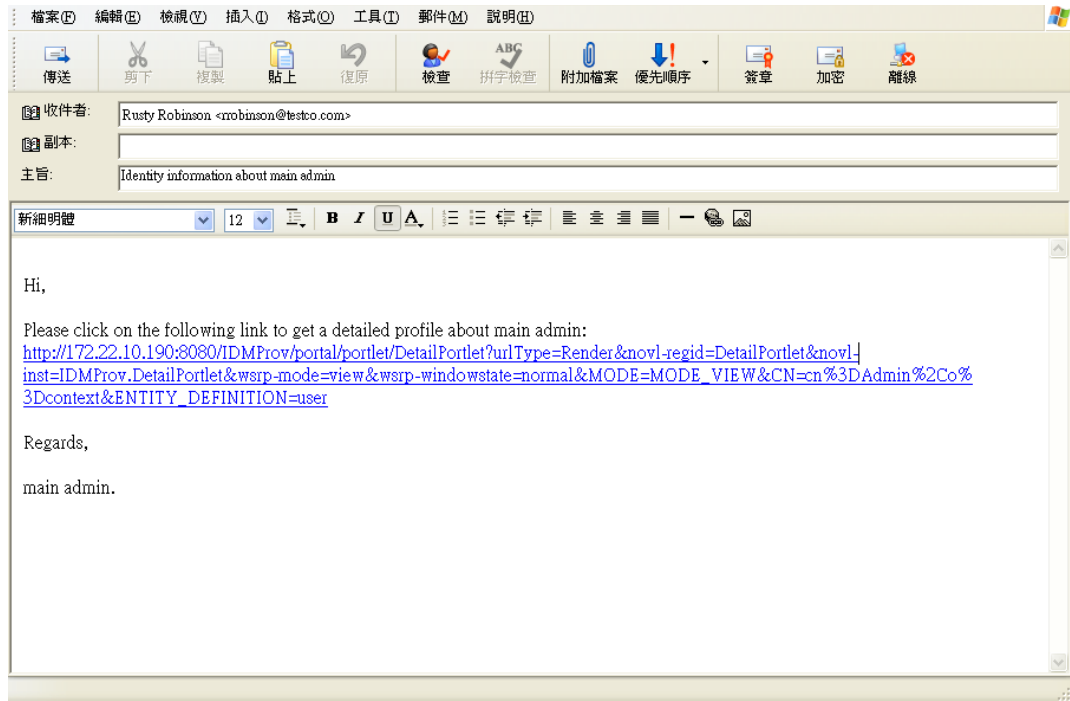 檔案(F) 編輯(E) 檢視(V) 插入(I) 格式(O) 工具(T) 郵件(M) 說明(H)
傳送 剪下 複製 貼上 復原 檢查 拼字檢查 附加檔案 優先順序 簽章 加密 離線
收件者: Rusty Robinson <rrobinson@testco.com>
副本:
主旨: Identity information about main admin
新細明體 12 B I U A
Hi,
Please click on the following link to get a detailed profile about main admin:
http://172.22.10.190:8080/IDMProv/portal/portlet/DetailPortlet?urlType=Render&novl-regid=DetailPortlet&novl-
inst=IDMProv.DetailPortlet&wsrp-mode=view&wsrp-windowstate=normal&MODE=MODE_VIEW&CN=cn%3DAdmin%2Co%
3Dcontext&ENTITY_DEFINITION=user
Regards,
main admin.